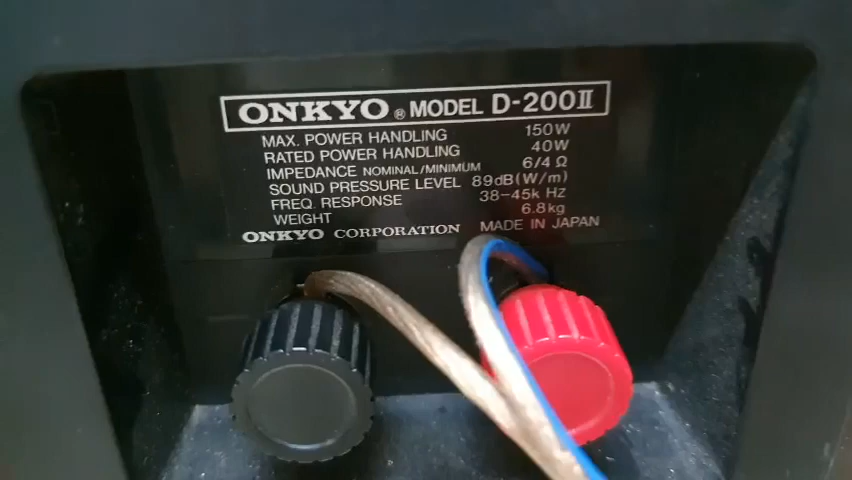 ONKYO® MODEL D-200II
MAX. POWER HANDLING 150W
RATED POWER HANDLING 40W
IMPEDANCE NOMINAL/MINIMUM 6/4 Ω
SOUND PRESSURE LEVEL 89dB(W/m)
FREQ. RESPONSE 38-45k Hz
WEIGHT 6.8kg
ONKYO CORPORATION MADE IN JAPAN